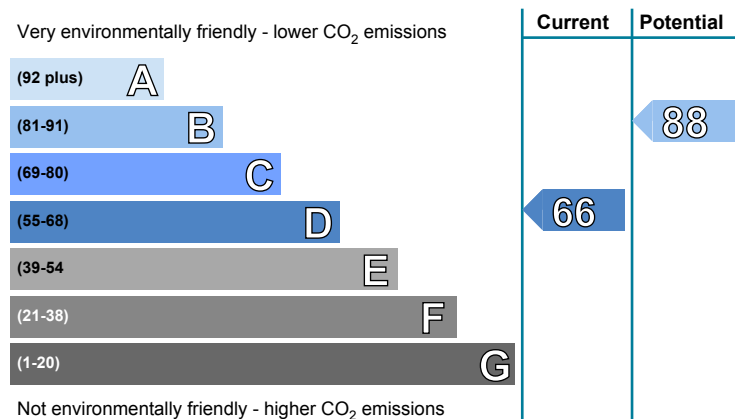 Very environmentally friendly - lower CO₂ emissions
Current
Potential
(92 plus) A
(81-91) B
88
(69-80) C
(55-68) D
66
(39-54 E
(21-38) F
(1-20) G
Not environmentally friendly - higher CO₂ emissions